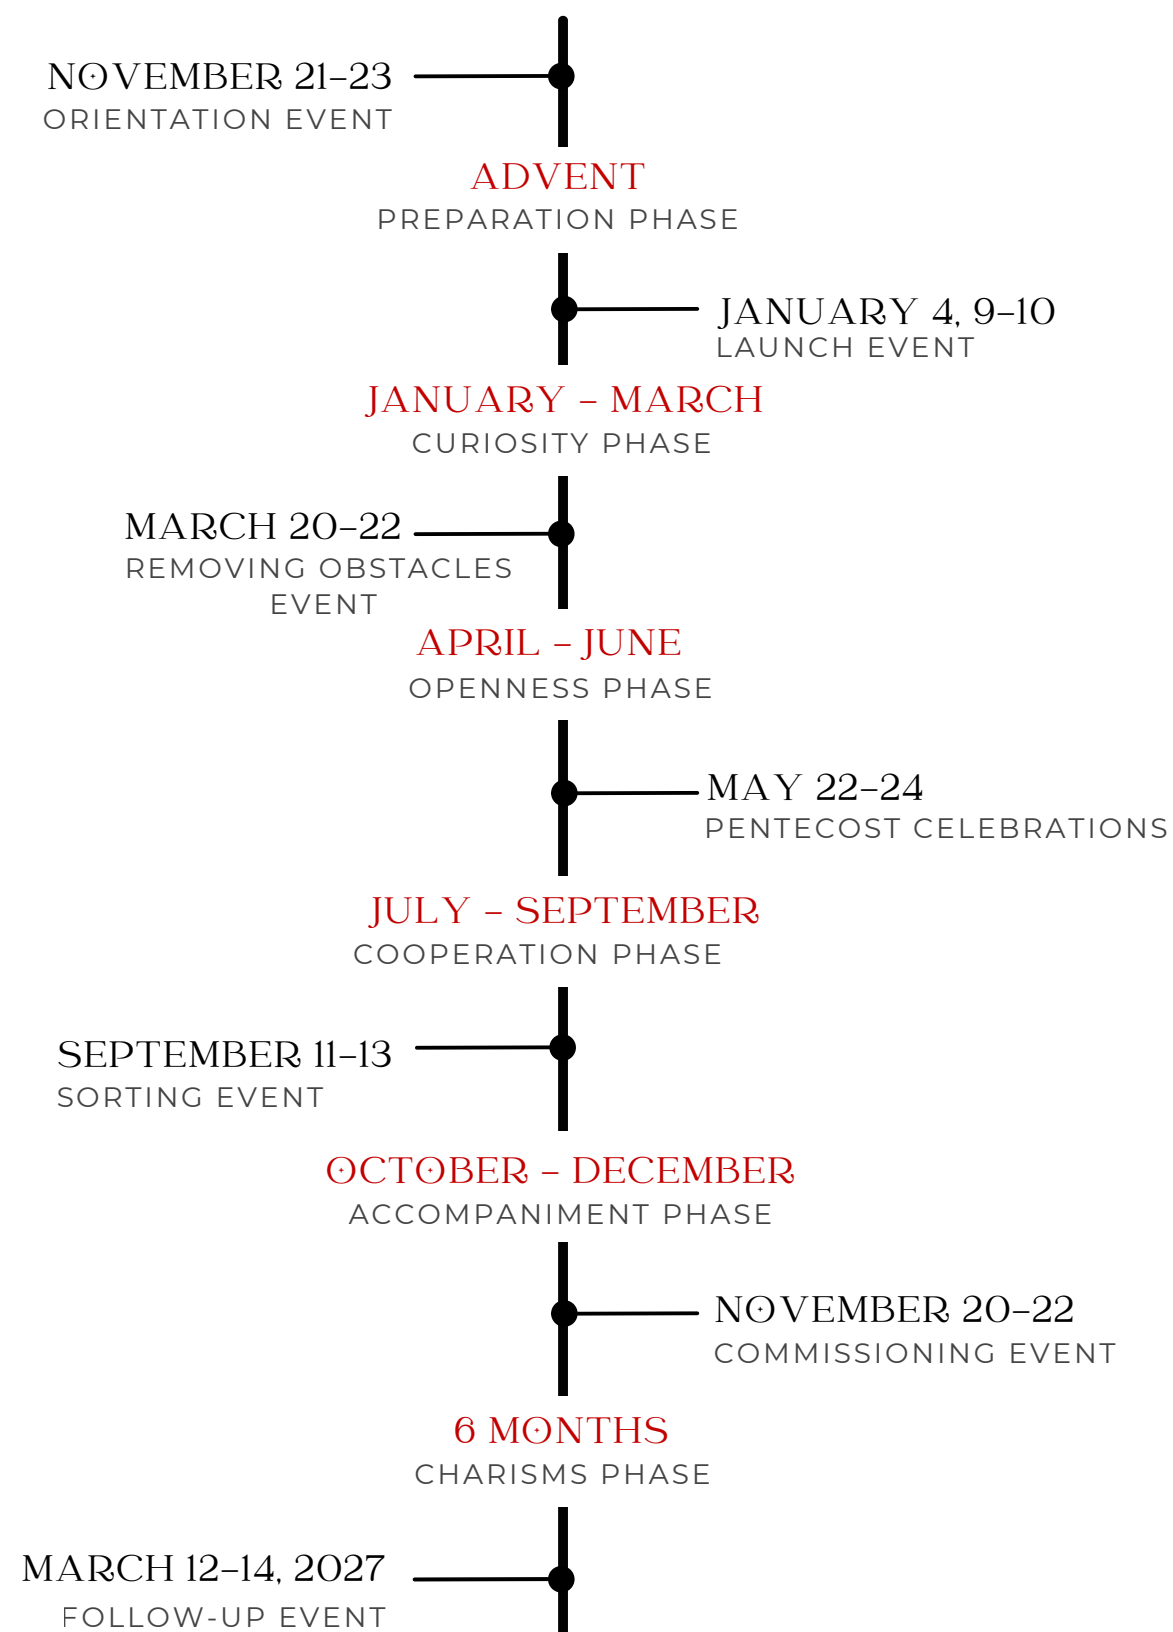 NOVEMBER 21–23
ORIENTATION EVENT
ADVENT
PREPARATION PHASE
JANUARY 4, 9–10
LAUNCH EVENT
JANUARY – MARCH
CURIOSITY PHASE
MARCH 20–22
REMOVING OBSTACLES
EVENT
APRIL – JUNE
OPENNESS PHASE
MAY 22–24
PENTECOST CELEBRATIONS
JULY – SEPTEMBER
COOPERATION PHASE
SEPTEMBER 11–13
SORTING EVENT
OCTOBER – DECEMBER
ACCOMPANIMENT PHASE
NOVEMBER 20–22
COMMISSIONING EVENT
6 MONTHS
CHARISMS PHASE
MARCH 12–14, 2027
FOLLOW-UP EVENT